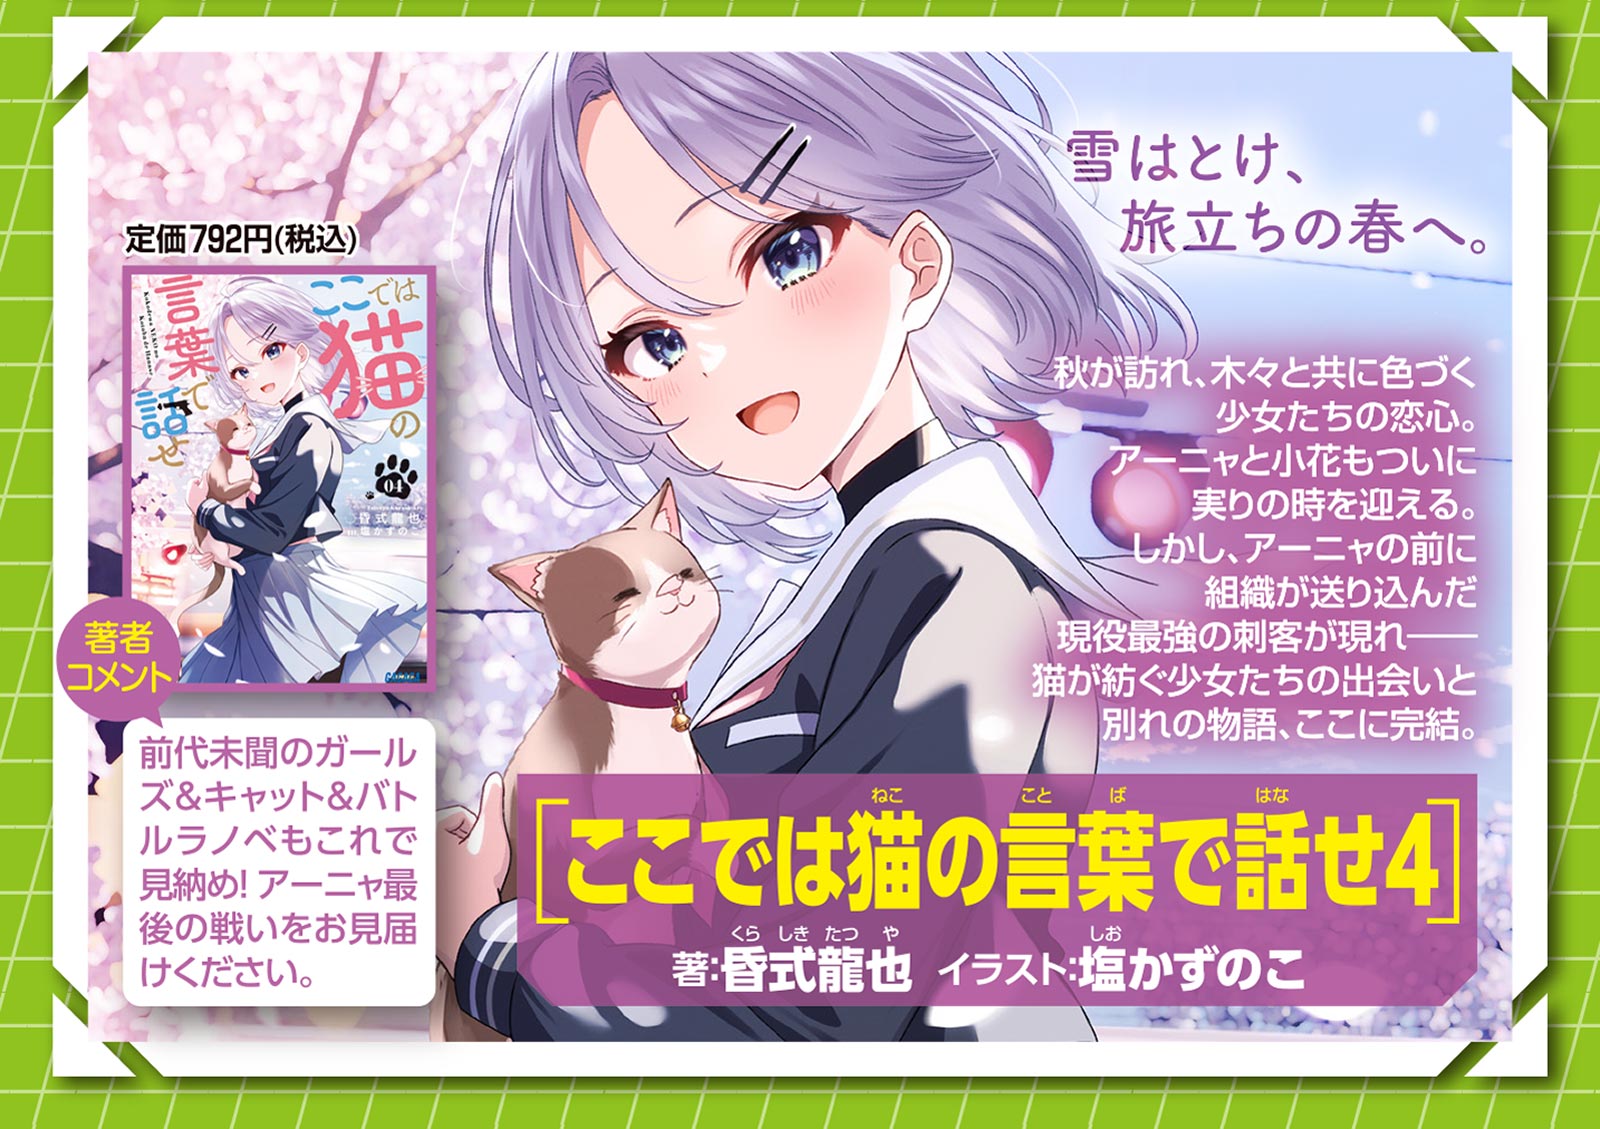 雪はとけ、
旅立ちの春へ。
定価792円(税込)
ここでは
猫の
言葉で
話せ
Kokodewa NEKO no
Kotoba de Hanase
04
昏式龍也
塩かずのこ
GAGAGA
秋が訪れ、木々と共に色づく
少女たちの恋心。
アーニャと小花もついに
実りの時を迎える。
しかし、アーニャの前に
組織が送り込んだ
現役最強の刺客が現れ――
猫が紡ぐ少女たちの出会いと
別れの物語、ここに完結。
著者
コメント
前代未聞のガール
ズ&キャット&バト
ルラノベもこれで
見納め!アーニャ最
後の戦いをお見届
けください。
ねこ こと ば はな
[ここでは猫の言葉で話せ4]
くら しき たつ や しお
著:昏式龍也 イラスト:塩かずのこ